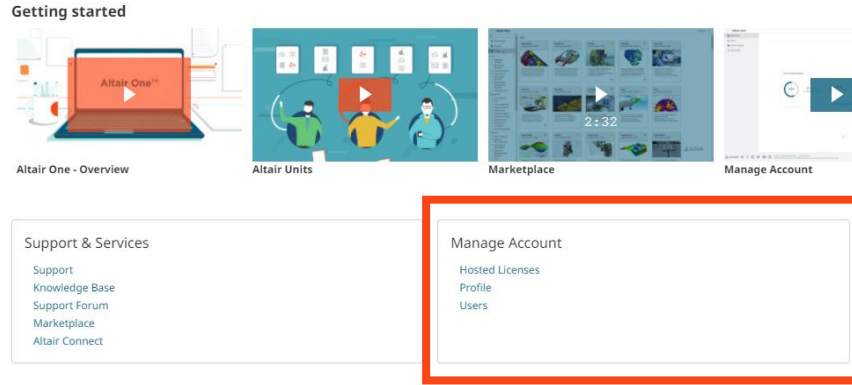 Getting started
Altair One™
2:32
Altair One - Overview
Altair Units
Marketplace
Manage Account
Support & Services
Support
Knowledge Base
Support Forum
Marketplace
Altair Connect
Manage Account
Hosted Licenses
Profile
Users